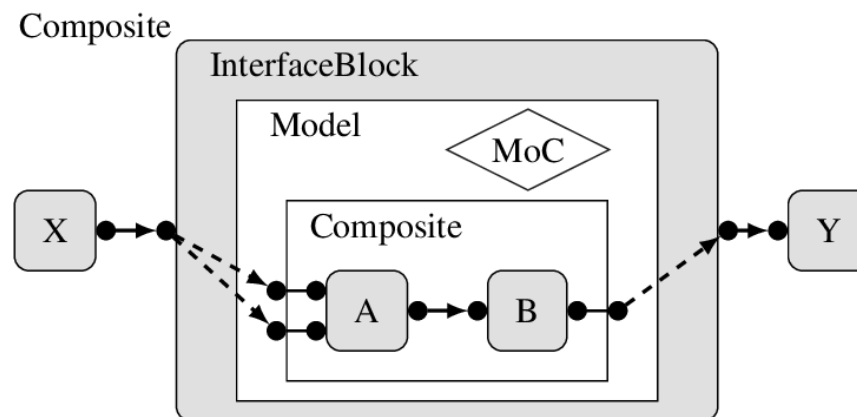 Composite
InterfaceBlock
Model
MoC
X
Composite
Y
A
B